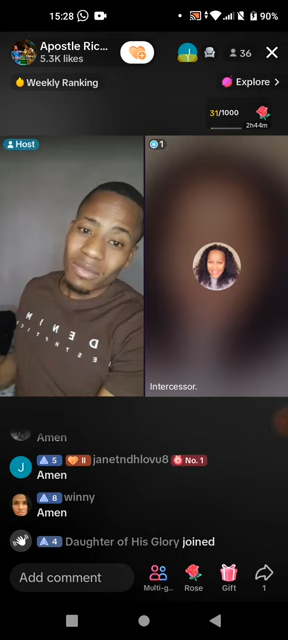 15:28
90%
Apostle Ric...
5.3K likes
36
Weekly Ranking
Explore >
31/1000
2h44m
Host
1
DENIM
Intercessor.
Amen
5 II janetndhlovu8 No. 1
Amen
8 winny
Amen
4 Daughter of His Glory joined
Add comment
Multi-g...
Rose
Gift
1